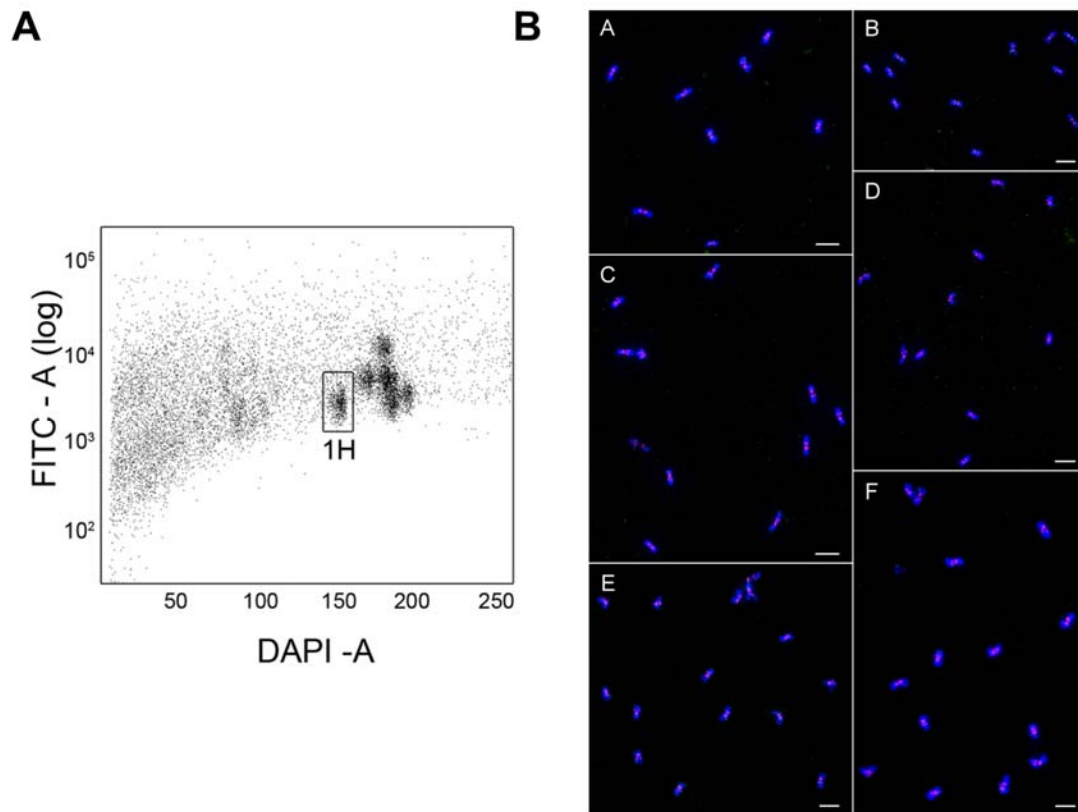 A
B
FITC - A (log)
10⁵
10⁴
10³
10²
1H
50 100 150 200 250
DAPI -A
A
B
C
D
E
F